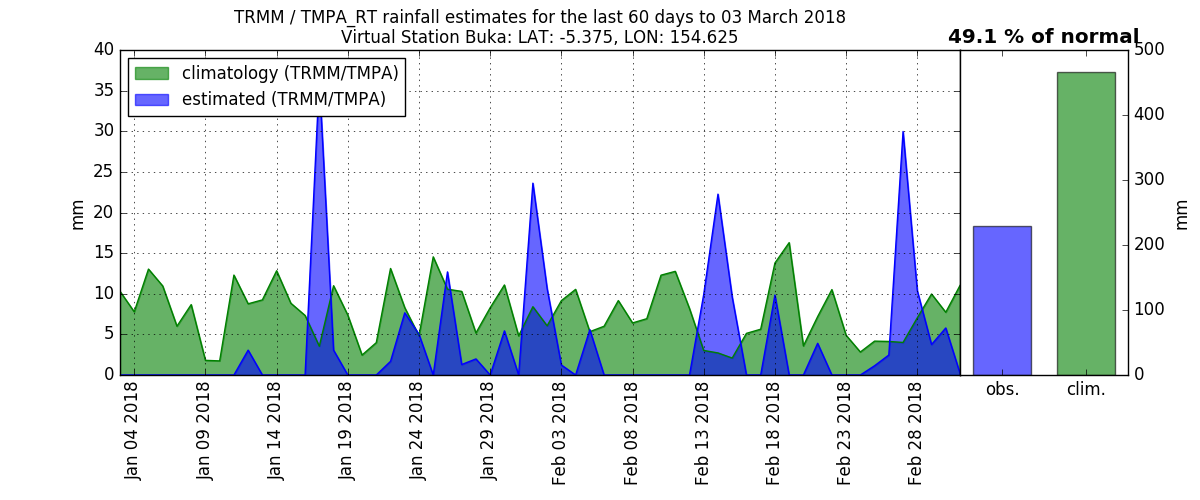 TRMM / TMPA_RT rainfall estimates for the last 60 days to 03 March 2018
Virtual Station Buka: LAT: -5.375, LON: 154.625
49.1 % of normal
climatology (TRMM/TMPA)
estimated (TRMM/TMPA)
mm
40
35
30
25
20
15
10
5
0
Jan 04 2018
Jan 09 2018
Jan 14 2018
Jan 19 2018
Jan 24 2018
Jan 29 2018
Feb 03 2018
Feb 08 2018
Feb 13 2018
Feb 18 2018
Feb 23 2018
Feb 28 2018
500
400
300
200
100
0
mm
obs.
clim.